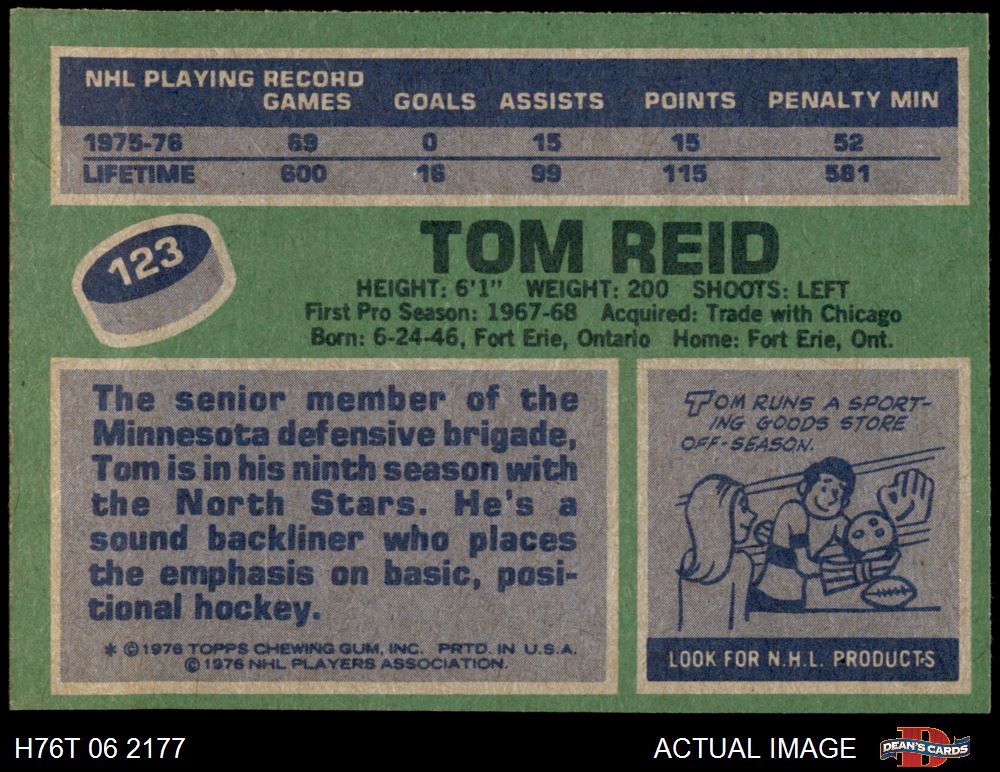 NHL PLAYING RECORD
GAMES GOALS ASSISTS POINTS PENALTY MIN
1975-76 69 0 15 15 52
LIFETIME 600 16 99 115 581
123
TOM REID
HEIGHT: 6'1" WEIGHT: 200 SHOOTS: LEFT
First Pro Season: 1967-68 Acquired: Trade with Chicago
Born: 6-24-46, Fort Erie, Ontario Home: Fort Erie, Ont.
The senior member of the
Minnesota defensive brigade,
Tom is in his ninth season with
the North Stars. He's a
sound backliner who places
the emphasis on basic, posi-
tional hockey.
* ©1976 TOPPS CHEWING GUM, INC. PRTD. IN U.S.A.
©1976 NHL PLAYERS ASSOCIATION.
TOM RUNS A SPORT-
ING GOODS STORE
OFF-SEASON.
LOOK FOR N.H.L. PRODUCTS
H76T 06 2177
ACTUAL IMAGE
D
DEAN'S CARDS